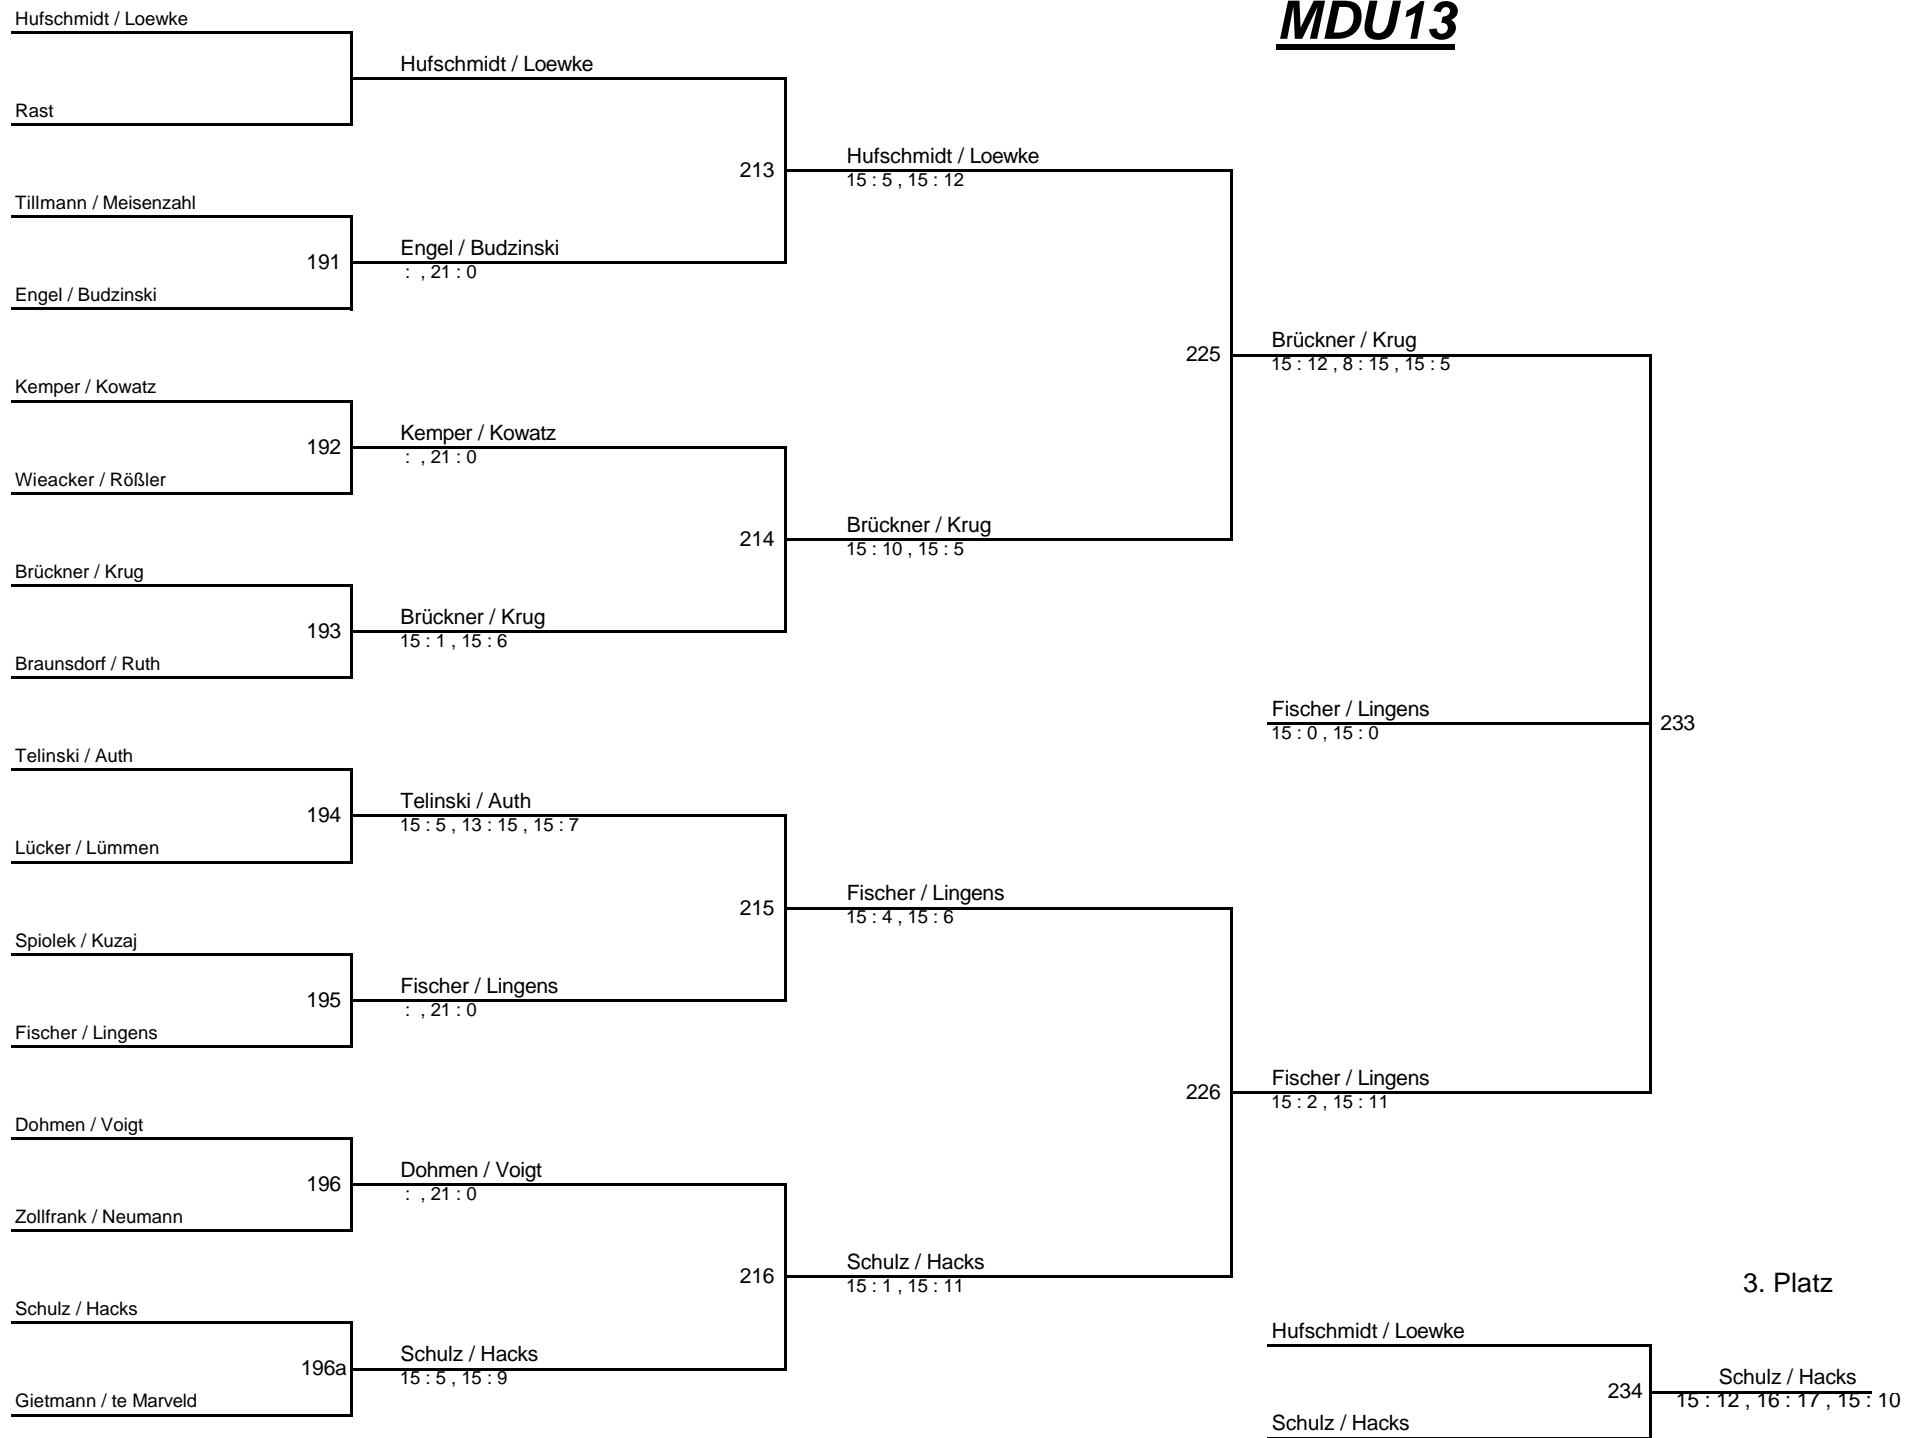 MDU13
Hufschmidt / Loewke
Hufschmidt / Loewke
Rast
Hufschmidt / Loewke
213
15 : 5 , 15 : 12
Tillmann / Meisenzahl
Engel / Budzinski
191
: , 21 : 0
Engel / Budzinski
Brückner / Krug
225
15 : 12 , 8 : 15 , 15 : 5
Kemper / Kowatz
Kemper / Kowatz
192
: , 21 : 0
Wieacker / Rößler
Brückner / Krug
214
15 : 10 , 15 : 5
Brückner / Krug
Brückner / Krug
193
15 : 1 , 15 : 6
Braunsdorf / Ruth
Fischer / Lingens
233
15 : 0 , 15 : 0
Telinski / Auth
Telinski / Auth
194
15 : 5 , 13 : 15 , 15 : 7
Lücker / Lümmen
Fischer / Lingens
215
15 : 4 , 15 : 6
Spiolek / Kuzaj
Fischer / Lingens
195
: , 21 : 0
Fischer / Lingens
Fischer / Lingens
226
15 : 2 , 15 : 11
Dohmen / Voigt
Dohmen / Voigt
196
: , 21 : 0
Zollfrank / Neumann
Schulz / Hacks
216
15 : 1 , 15 : 11
3. Platz
Schulz / Hacks
Hufschmidt / Loewke
Schulz / Hacks
196a
15 : 5 , 15 : 9
Schulz / Hacks
234
15 : 12 , 16 : 17 , 15 : 10
Gietmann / te Marveld
Schulz / Hacks